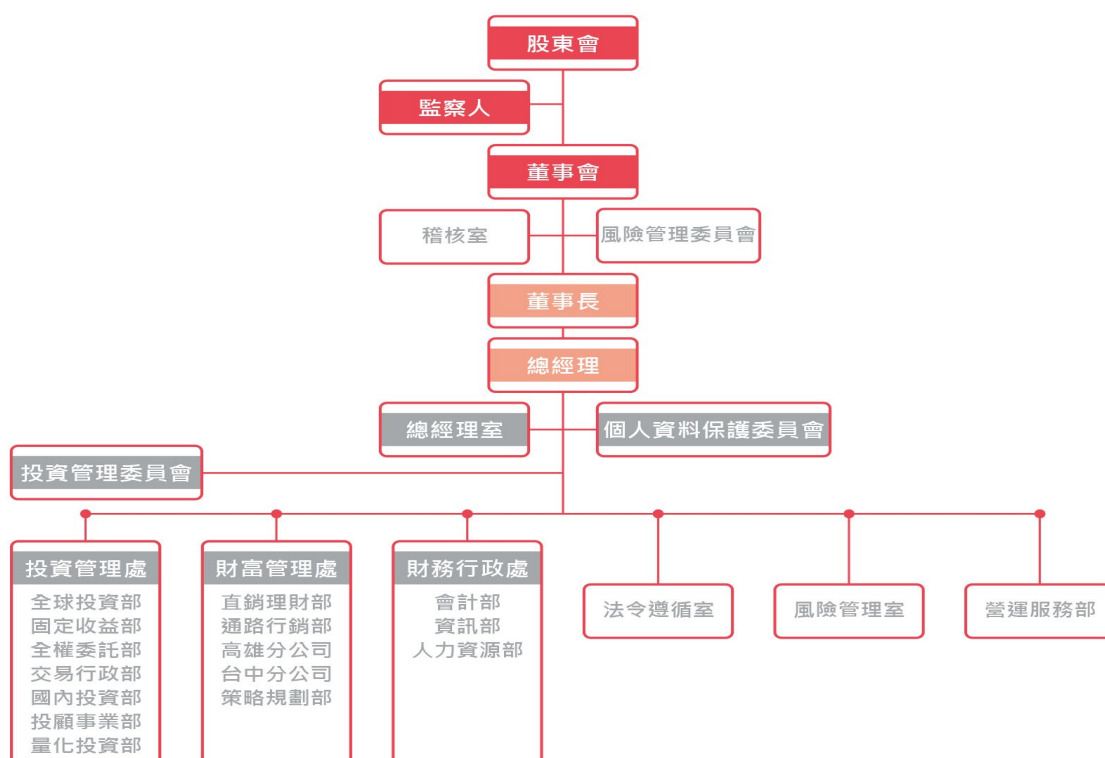 股東會
監察人
董事會
稽核室
風險管理委員會
董事長
總經理
總經理室
個人資料保護委員會
投資管理委員會
投資管理處
全球投資部
固定收益部
全權委託部
交易行政部
國內投資部
投顧事業部
量化投資部
財富管理處
直銷理財部
通路行銷部
高雄分公司
台中分公司
策略規劃部
財務行政處
會計部
資訊部
人力資源部
法令遵循室
風險管理室
營運服務部